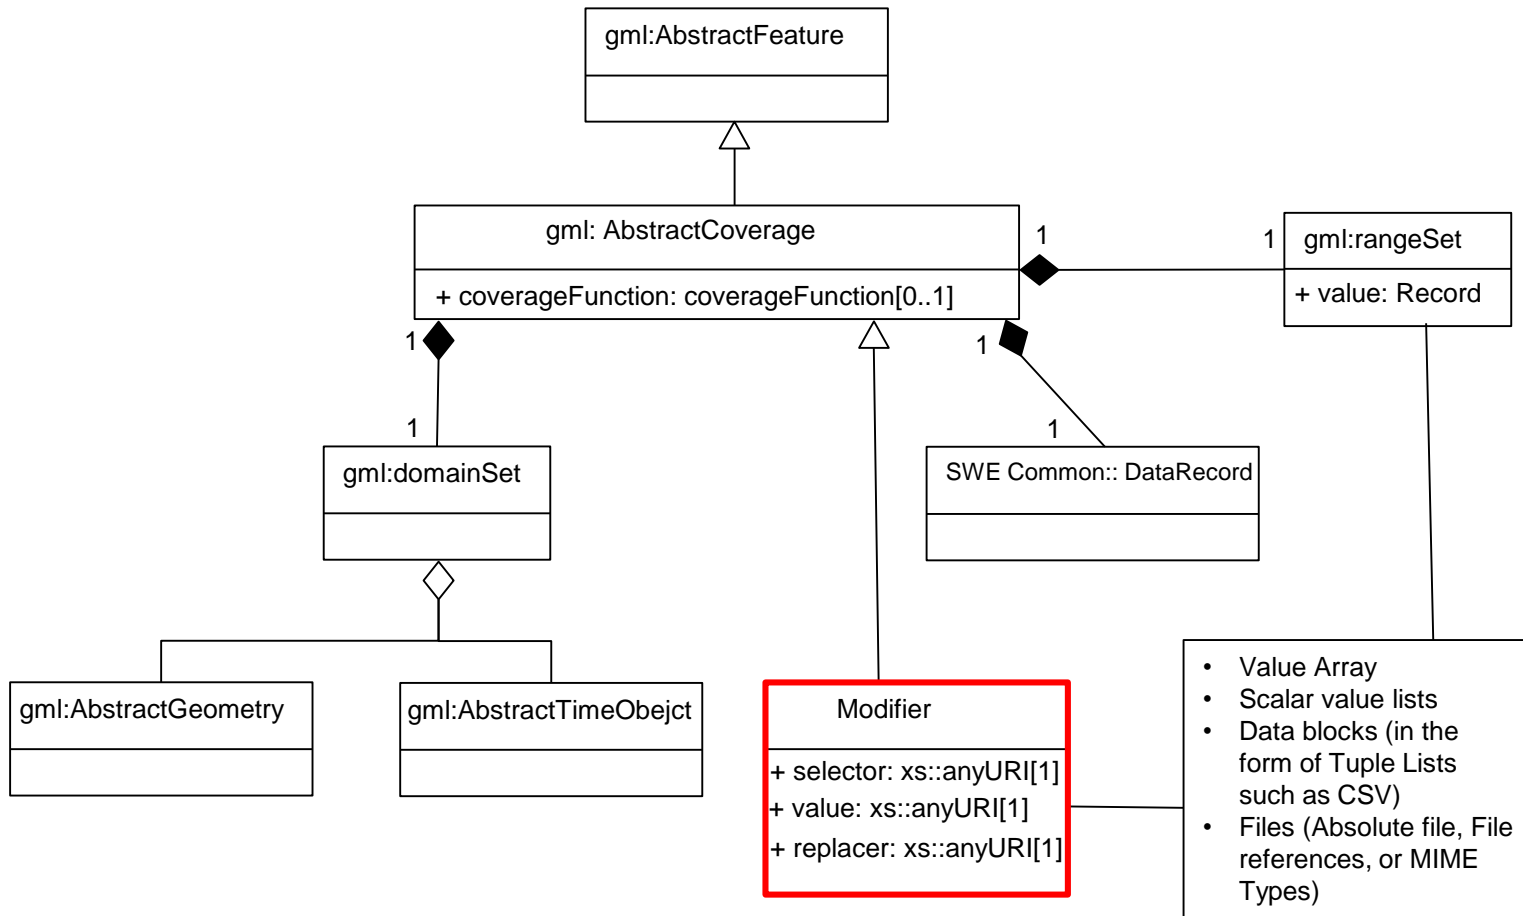 gml:AbstractFeature
gml: AbstractCoverage
+ coverageFunction: coverageFunction[0..1]
1
1
gml:rangeSet
+ value: Record
1
1
1
1
gml:domainSet
SWE Common:: DataRecord
gml:AbstractGeometry
gml:AbstractTimeObejct
Modifier
+ selector: xs::anyURI[1]
+ value: xs::anyURI[1]
+ replacer: xs::anyURI[1]
• Value Array
• Scalar value lists
• Data blocks (in the
form of Tuple Lists
such as CSV)
• Files (Absolute file, File
references, or MIME
Types)